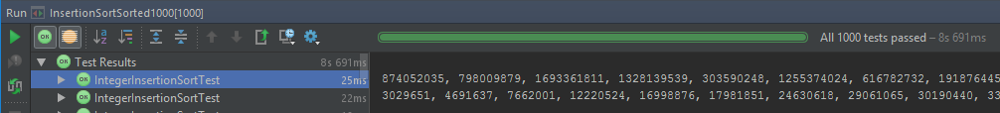 Run InsertionSortSorted1000[1000]
All 1000 tests passed – 8s 691ms
Test Results 8s 691ms
IntegerInsertionSortTest 25ms
874052035, 798009879, 1693361811, 1328139539, 303590248, 1255374024, 616782732, 191876445
IntegerInsertionSortTest 22ms
3029651, 4691637, 7662001, 12220524, 16998876, 17981851, 24630618, 29061065, 30190440, 33